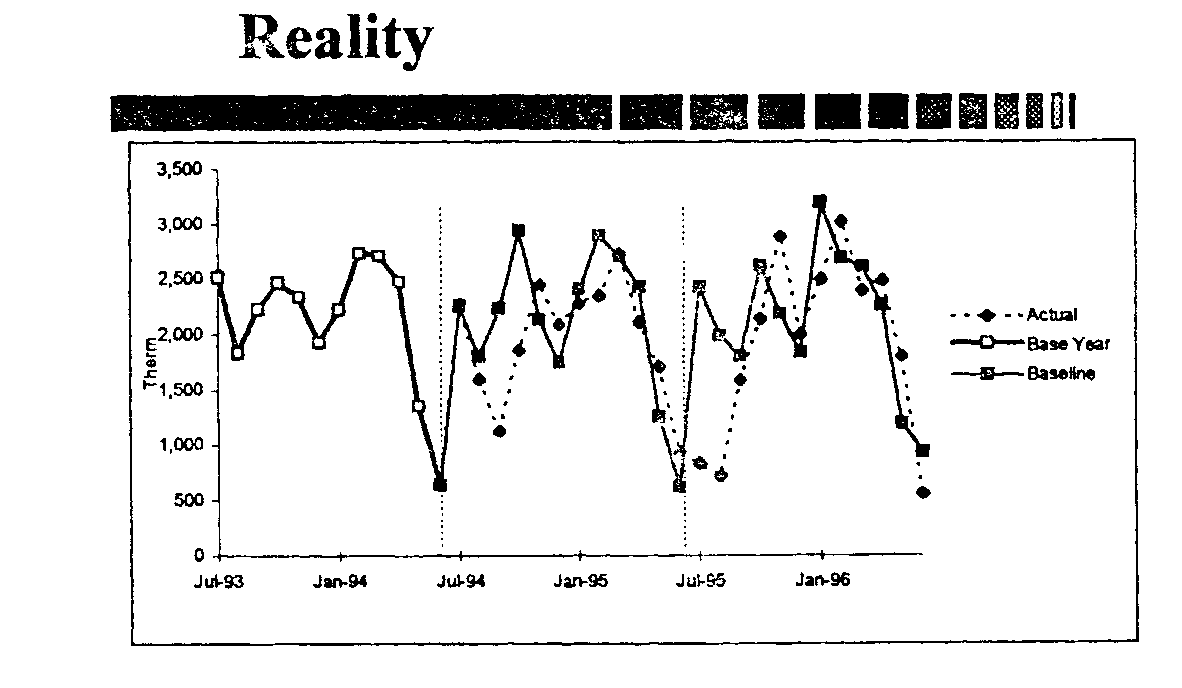 Reality
3,500
3,000
2,500
2,000
1,500
1,000
500
0
Therm
Jul-93
Jan-94
Jul-94
Jan-95
Jul-95
Jan-96
Actual
Base Year
Baseline